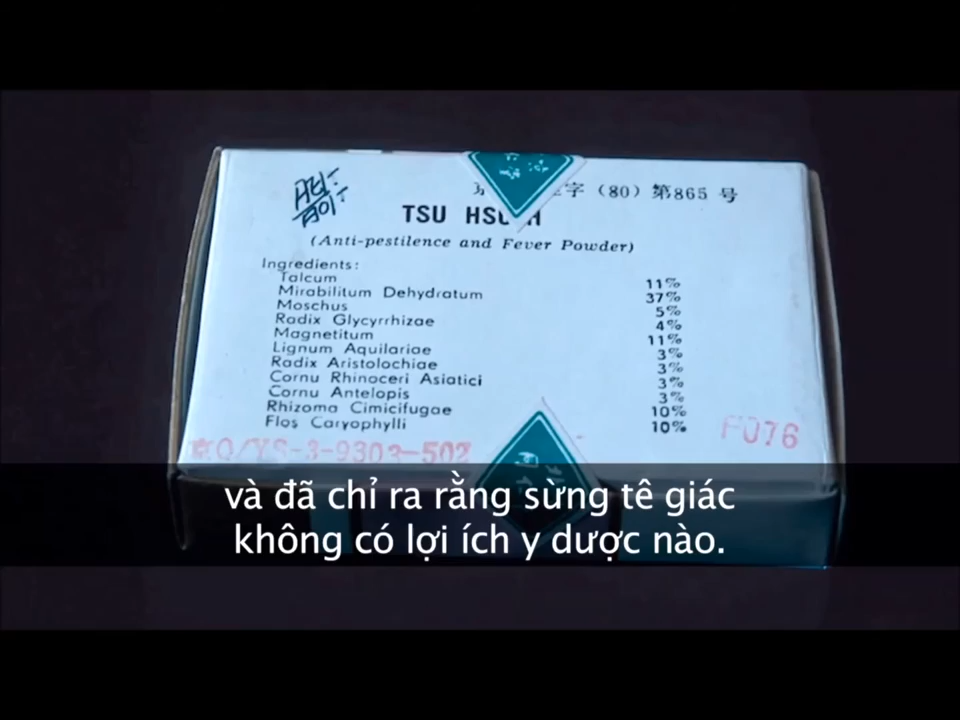 字（80）第865 号
TSU
(Anti-pestilence and Fever Powder)
Ingredients:
Talcum 11%
Mirabilitum Dehydratum 37%
Moschus 5%
Radix Glycyrrhizae 4%
Magnetitum 11%
Lignum Aquilariae 3%
Radix Aristolochiae 3%
Cornu Rhinoceri Asiatici 3%
Cornu Antelopis 3%
Rhizoma Cimicifugae 10%
Flos Caryophylli 10%
F076
và đã chỉ ra rằng sừng tê giác
không có lợi ích y dược nào.